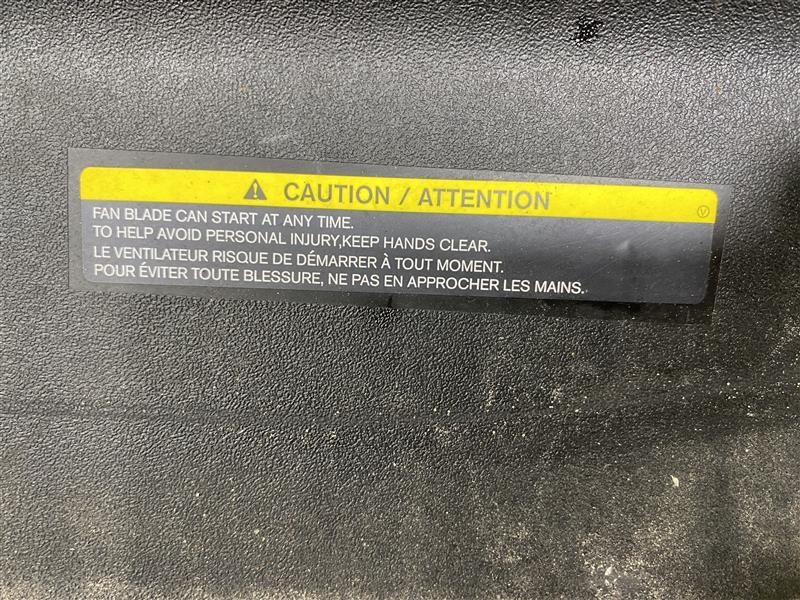 CAUTION / ATTENTION
V
FAN BLADE CAN START AT ANY TIME.
TO HELP AVOID PERSONAL INJURY,KEEP HANDS CLEAR.
LE VENTILATEUR RISQUE DE DÉMARRER À TOUT MOMENT.
POUR ÉVITER TOUTE BLESSURE, NE PAS EN APPROCHER LES MAINS.